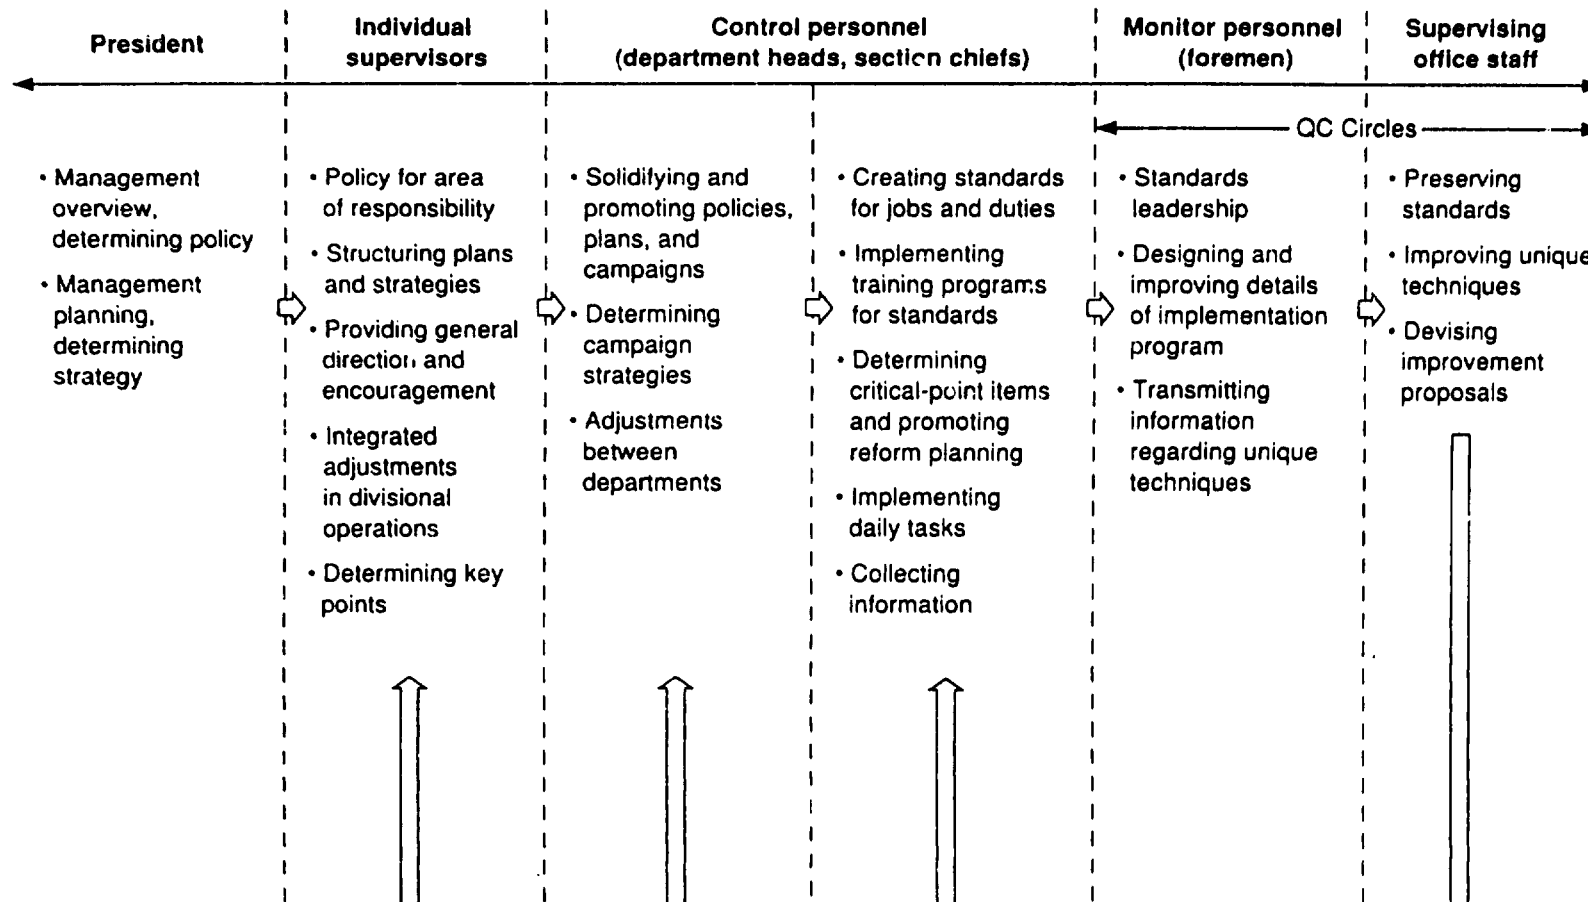 President
Individual
supervisors
Control personnel
(department heads, section chiefs)
Monitor personnel
(foremen)
Supervising
office staff
QC Circles
• Management
overview,
determining policy
• Management
planning,
determining
strategy
• Policy for area
of responsibility
• Structuring plans
and strategies
• Providing general
direction and
encouragement
• Integrated
adjustments
in divisional
operations
• Determining key
points
• Solidifying and
promoting policies,
plans, and
campaigns
• Determining
campaign
strategies
• Adjustments
between
departments
• Creating standards
for jobs and duties
• Implementing
training programs
for standards
• Determining
critical-point items
and promoting
reform planning
• Implementing
daily tasks
• Collecting
information
• Standards
leadership
• Designing and
improving details
of implementation
program
• Transmitting
information
regarding unique
techniques
• Preserving
standards
• Improving unique
techniques
• Devising
improvement
proposals